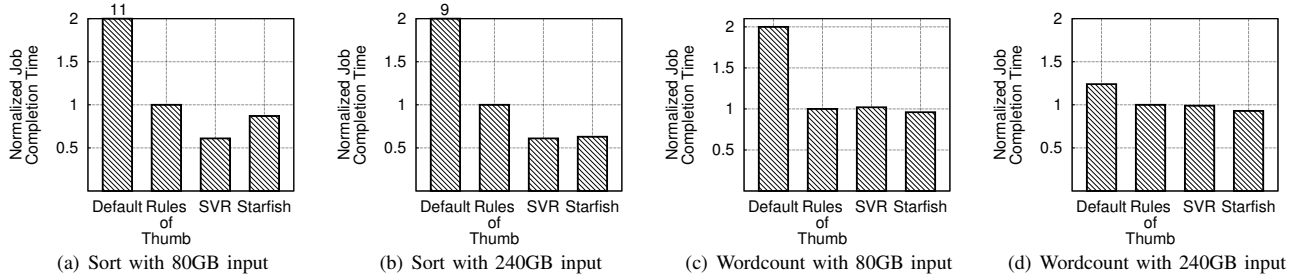 11
2
1.5
1
0.5
Normalized Job
Completion Time
Default Rules of Thumb SVR Starfish
(a) Sort with 80GB input
9
2
1.5
1
0.5
Normalized Job
Completion Time
Default Rules of Thumb SVR Starfish
(b) Sort with 240GB input
2
1.5
1
0.5
Normalized Job
Completion Time
Default Rules of Thumb SVR Starfish
(c) Wordcount with 80GB input
2
1.5
1
0.5
Normalized Job
Completion Time
Default Rules of Thumb SVR Starfish
(d) Wordcount with 240GB input